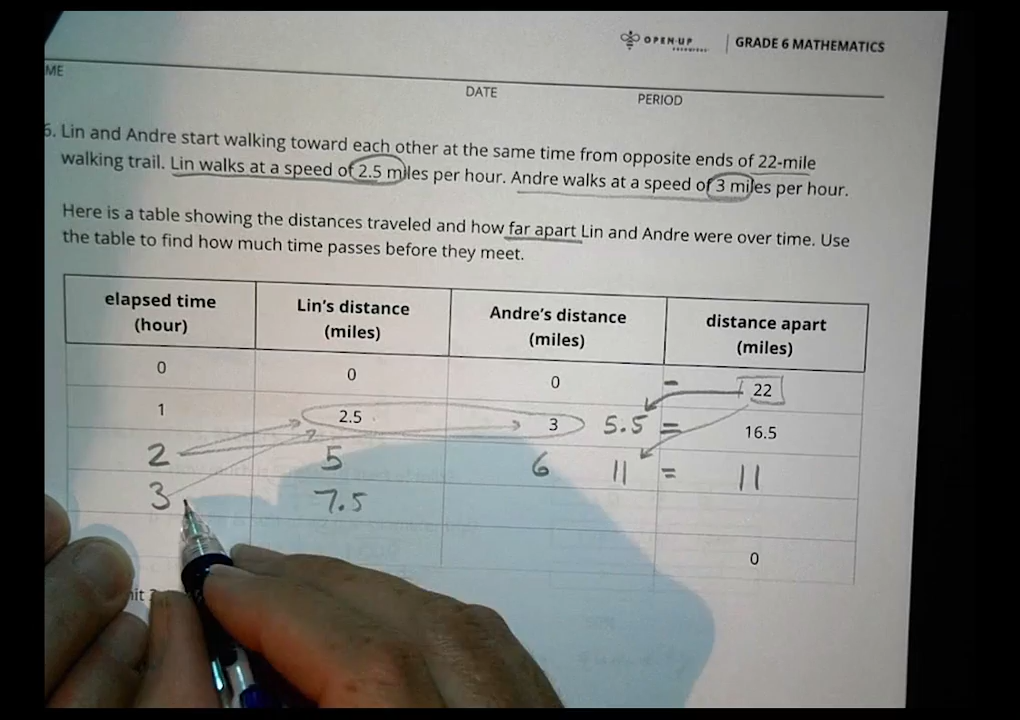 OPEN·UP | GRADE 6 MATHEMATICS
ME
DATE
PERIOD
6. Lin and Andre start walking toward each other at the same time from opposite ends of 22-mile
walking trail. Lin walks at a speed of 2.5 miles per hour. Andre walks at a speed of 3 miles per hour.
Here is a table showing the distances traveled and how far apart Lin and Andre were over time. Use
the table to find how much time passes before they meet.
elapsed time (hour) Lin's distance (miles) Andre's distance (miles) distance apart (miles)
0 0 0 - 22
1 2.5 3 5.5 = 16.5
2 5 6 11 = 11
3 7.5
0